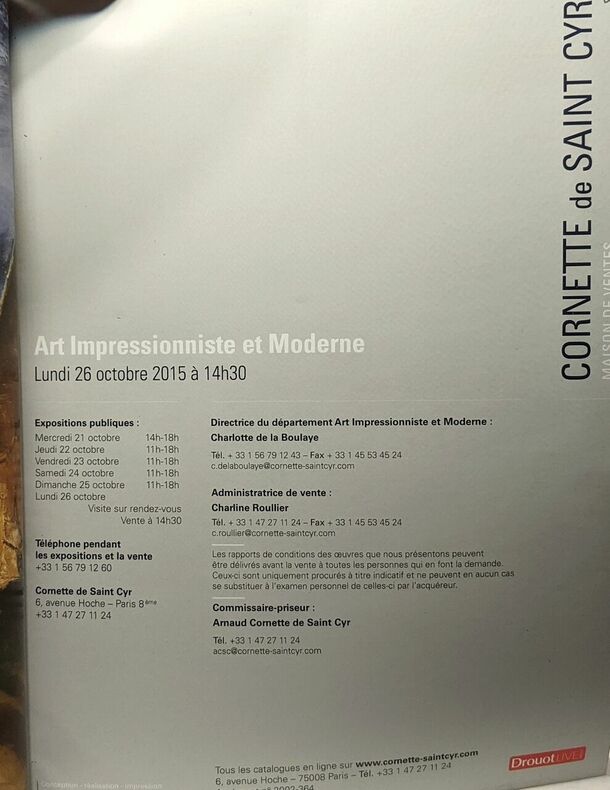 CORNETTE de SAINT CYR
MAISON DE VENTES
Art Impressionniste et Moderne
Lundi 26 octobre 2015 à 14h30
Expositions publiques :
Mercredi 21 octobre 14h-18h
Jeudi 22 octobre 11h-18h
Vendredi 23 octobre 11h-18h
Samedi 24 octobre 11h-18h
Dimanche 25 octobre 11h-18h
Lundi 26 octobre
Visite sur rendez-vous
Vente à 14h30
Téléphone pendant
les expositions et la vente
+33 1 56 79 12 60
Cornette de Saint Cyr
6, avenue Hoche – Paris 8ème
+33 1 47 27 11 24
Directrice du département Art Impressionniste et Moderne :
Charlotte de la Boulaye
Tél. + 33 1 56 79 12 43 – Fax + 33 1 45 53 45 24
c.delaboulaye@cornette-saintcyr.com
Administratrice de vente :
Charline Roullier
Tél. + 33 1 47 27 11 24 – Fax + 33 1 45 53 45 24
c.roullier@cornette-saintcyr.com
Les rapports de conditions des œuvres que nous présentons peuvent
être délivrés avant la vente à toutes les personnes qui en font la demande.
Ceux-ci sont uniquement procurés à titre indicatif et ne peuvent en aucun cas
se substituer à l'examen personnel de celles-ci par l'acquéreur.
Commissaire-priseur :
Arnaud Cornette de Saint Cyr
Tél. +33 1 47 27 11 24
acsc@cornette-saintcyr.com
Tous les catalogues en ligne sur www.cornette-saintcyr.com
6, avenue Hoche – 75008 Paris – Tél. +33 1 47 27 11 24
2002-364
DrouotLIVE
Conception - réalisation - impression